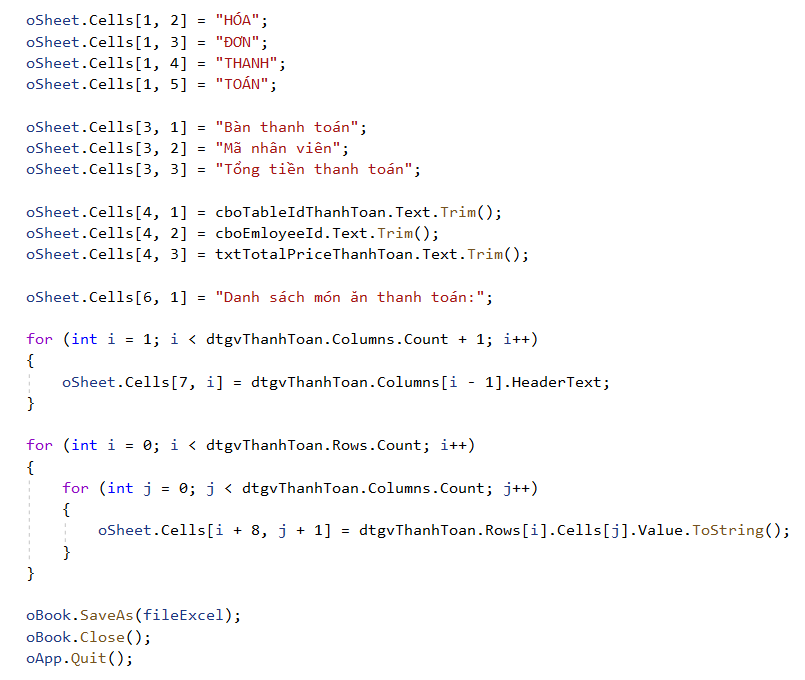 oSheet.Cells[1, 2] = "HÓA";
oSheet.Cells[1, 3] = "ĐƠN";
oSheet.Cells[1, 4] = "THANH";
oSheet.Cells[1, 5] = "TOÁN";

oSheet.Cells[3, 1] = "Bàn thanh toán";
oSheet.Cells[3, 2] = "Mã nhân viên";
oSheet.Cells[3, 3] = "Tổng tiền thanh toán";

oSheet.Cells[4, 1] = cboTableIdThanhToan.Text.Trim();
oSheet.Cells[4, 2] = cboEmloyeeId.Text.Trim();
oSheet.Cells[4, 3] = txtTotalPriceThanhToan.Text.Trim();

oSheet.Cells[6, 1] = "Danh sách món ăn thanh toán:";

for (int i = 1; i < dtgvThanhToan.Columns.Count + 1; i++)
{
    oSheet.Cells[7, i] = dtgvThanhToan.Columns[i - 1].HeaderText;
}

for (int i = 0; i < dtgvThanhToan.Rows.Count; i++)
{
    for (int j = 0; j < dtgvThanhToan.Columns.Count; j++)
    {
        oSheet.Cells[i + 8, j + 1] = dtgvThanhToan.Rows[i].Cells[j].Value.ToString();
    }
}

oBook.SaveAs(fileExcel);
oBook.Close();
oApp.Quit();